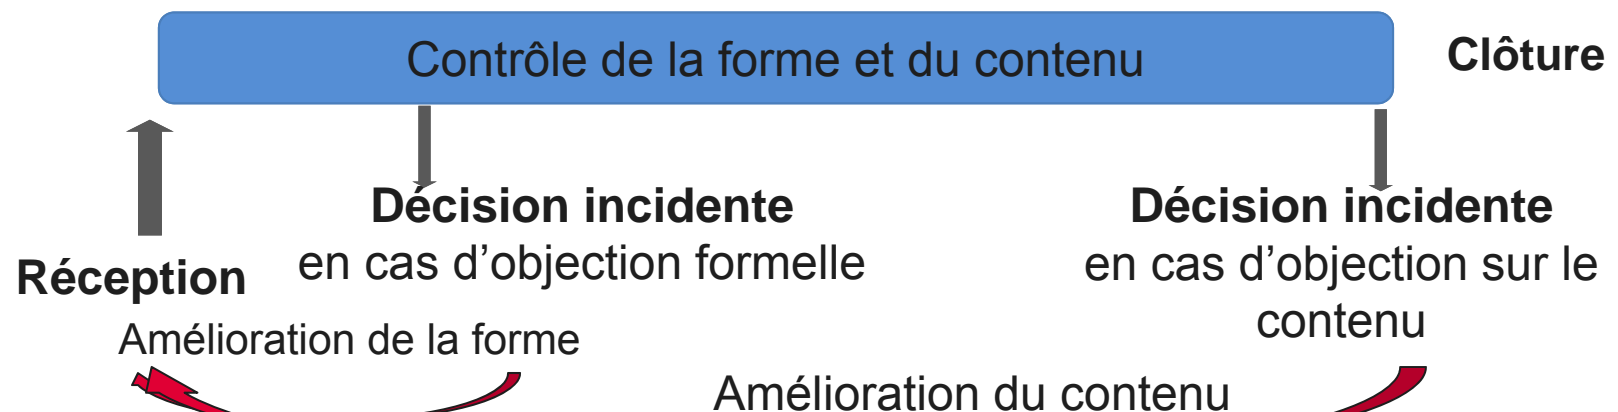 Contrôle de la forme et du contenu
Clôture
Décision incidente
en cas d’objection formelle
Décision incidente
en cas d’objection sur le
contenu
Réception
Amélioration de la forme
Amélioration du contenu